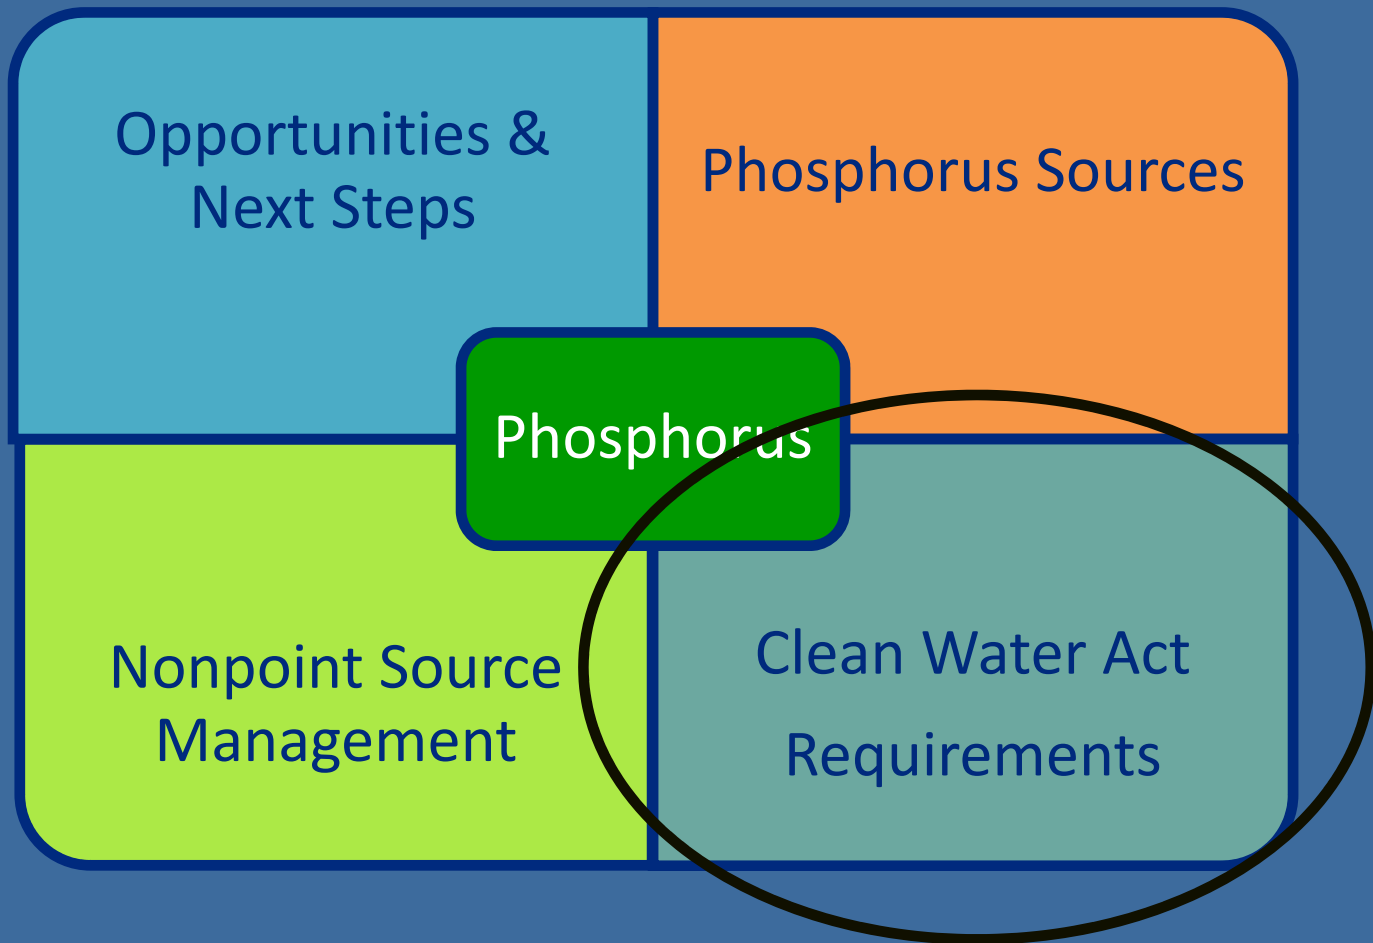 Opportunities &
Next Steps
Phosphorus Sources
Phosphorus
Nonpoint Source
Management
Clean Water Act
Requirements